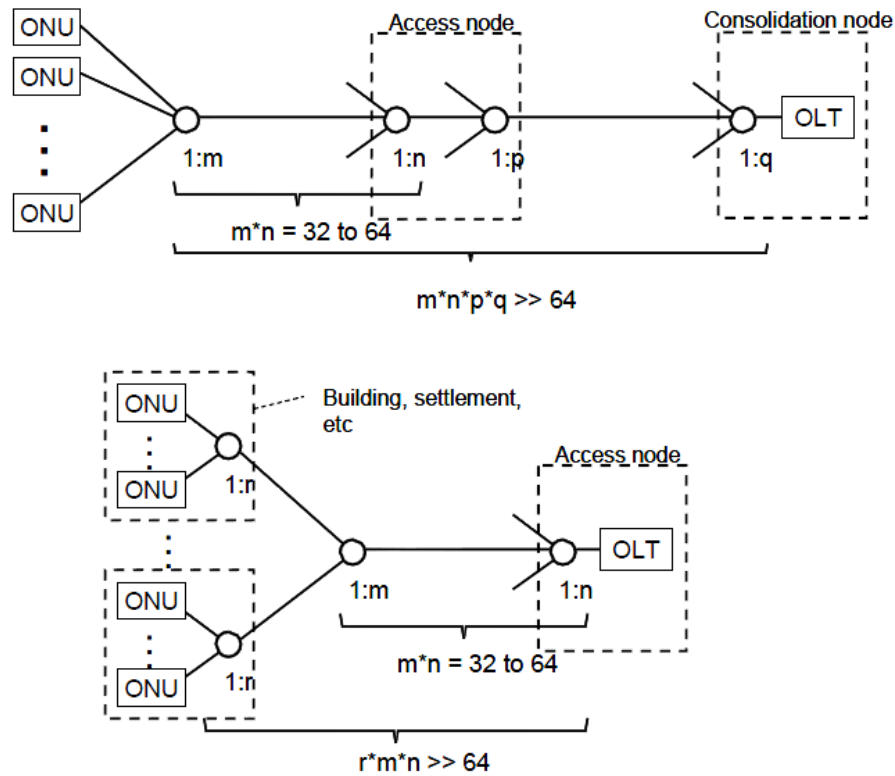 ONU
ONU
ONU
Access node
Consolidation node
OLT
1:m
1:n
1:p
1:q
m*n = 32 to 64
m*n*p*q >> 64
ONU
ONU
1:n
Building, settlement,
etc
Access node
OLT
1:m
1:n
ONU
ONU
1:n
m*n = 32 to 64
r*m*n >> 64